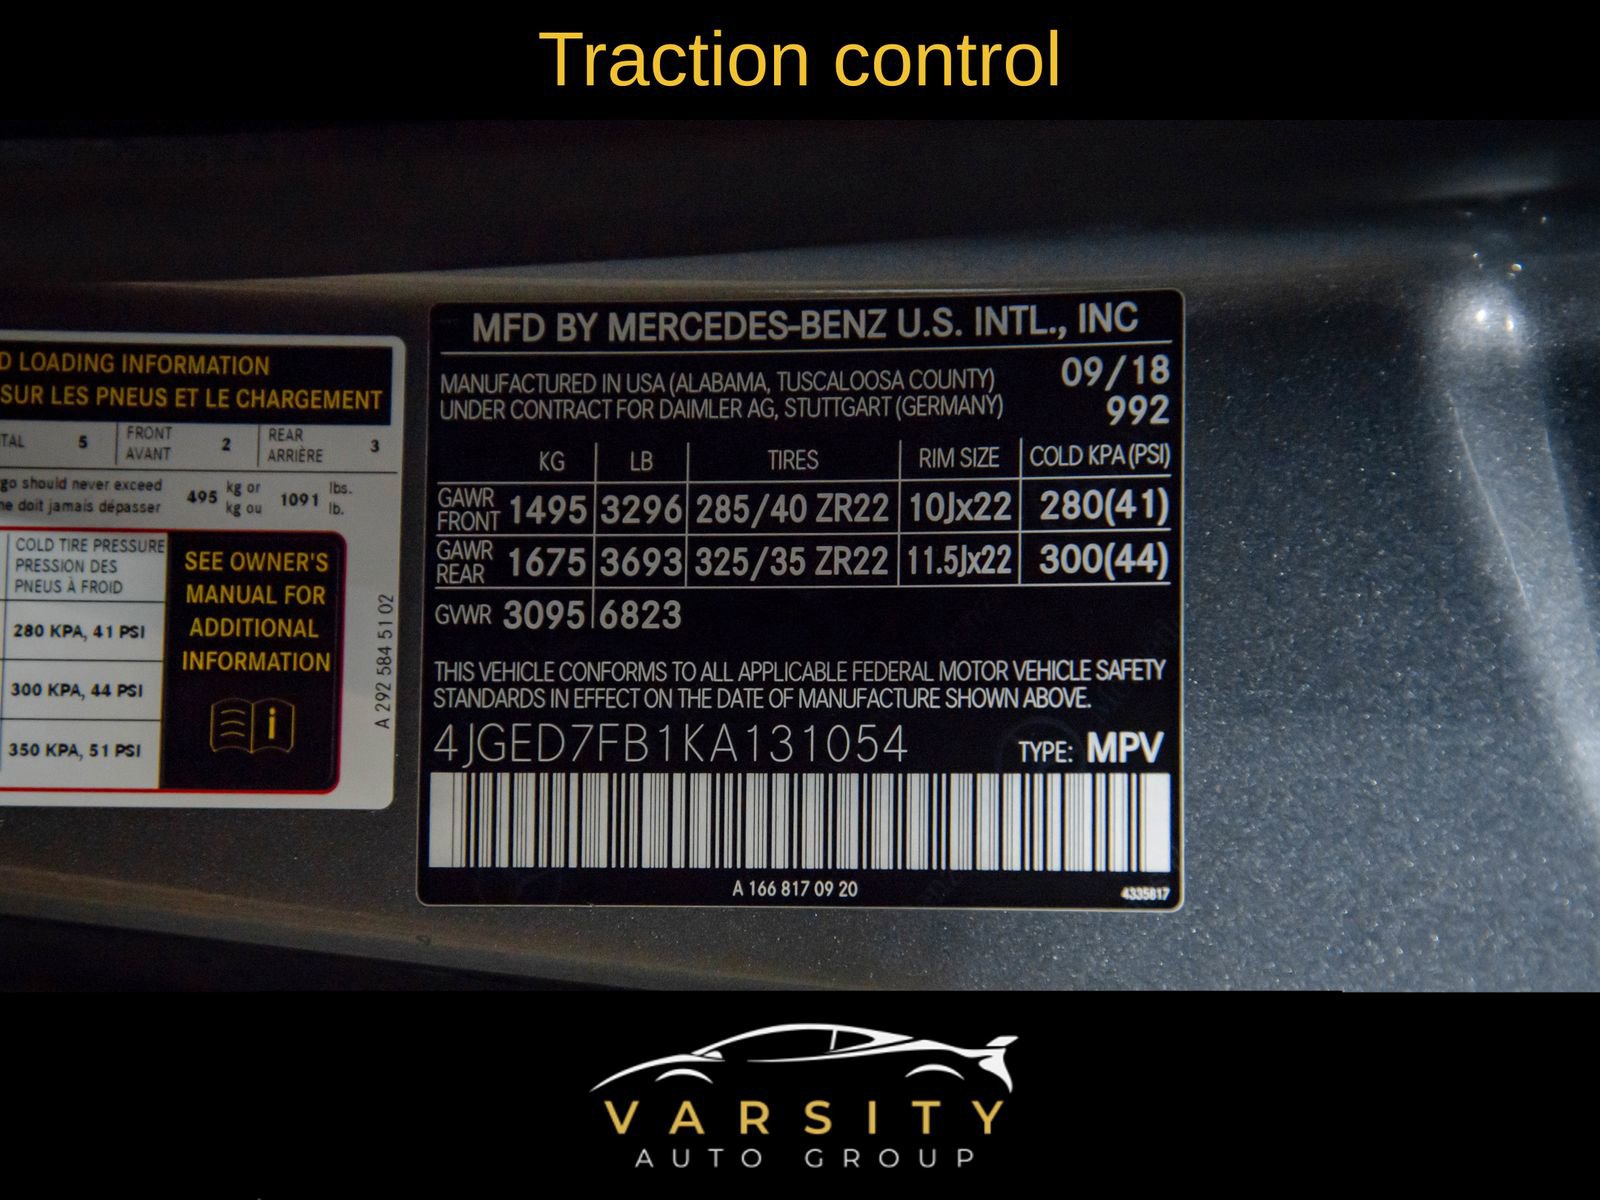 Traction control
D LOADING INFORMATION
SUR LES PNEUS ET LE CHARGEMENT
TAL 5 FRONT AVANT 2 REAR ARRIÈRE 3
go should never exceed 495 kg or 1091 lbs.
ne doit jamais dépasser kg ou lb.
COLD TIRE PRESSURE
PRESSION DES
PNEUS À FROID
280 KPA, 41 PSI
300 KPA, 44 PSI
350 KPA, 51 PSI
SEE OWNER'S
MANUAL FOR
ADDITIONAL
INFORMATION
A 292 584 51 02
MFD BY MERCEDES-BENZ U.S. INTL., INC
MANUFACTURED IN USA (ALABAMA, TUSCALOOSA COUNTY) 09/18
UNDER CONTRACT FOR DAIMLER AG, STUTTGART (GERMANY) 992
KG LB TIRES RIM SIZE COLD KPA (PSI)
GAWR FRONT 1495 3296 285/40 ZR22 10Jx22 280(41)
GAWR REAR 1675 3693 325/35 ZR22 11.5Jx22 300(44)
GVWR 3095 6823
THIS VEHICLE CONFORMS TO ALL APPLICABLE FEDERAL MOTOR VEHICLE SAFETY
STANDARDS IN EFFECT ON THE DATE OF MANUFACTURE SHOWN ABOVE.
4JGED7FB1KA131054 TYPE: MPV
A 166 817 09 20
4335817
VARSITY
AUTO GROUP